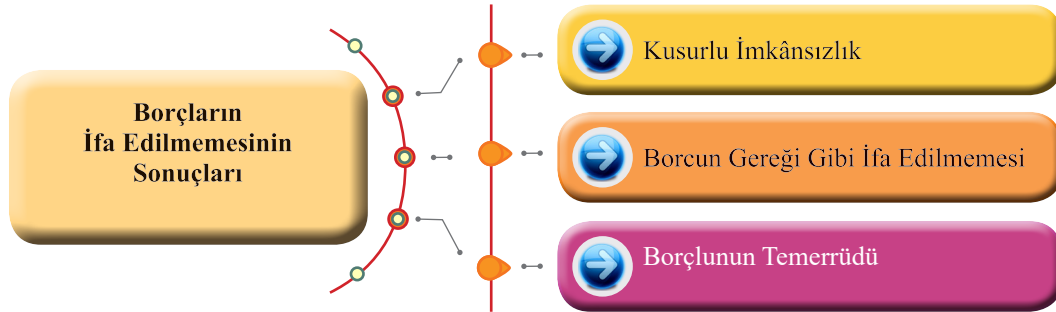 Borçların
İfa Edilmemesinin
Sonuçları
Kusurlu İmkânsızlık
Borcun Gereği Gibi İfa Edilmemesi
Borçlunun Temerrüdü